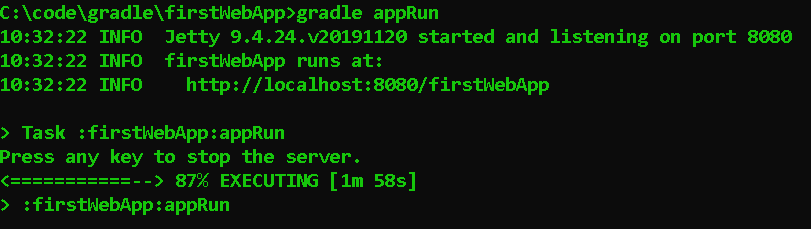 C:\code\gradle\firstWebApp>gradle appRun
10:32:22 INFO  Jetty 9.4.24.v20191120 started and listening on port 8080
10:32:22 INFO  firstWebApp runs at:
10:32:22 INFO    http://localhost:8080/firstWebApp
> Task :firstWebApp:appRun
Press any key to stop the server.
<===========--> 87% EXECUTING [1m 58s]
> :firstWebApp:appRun